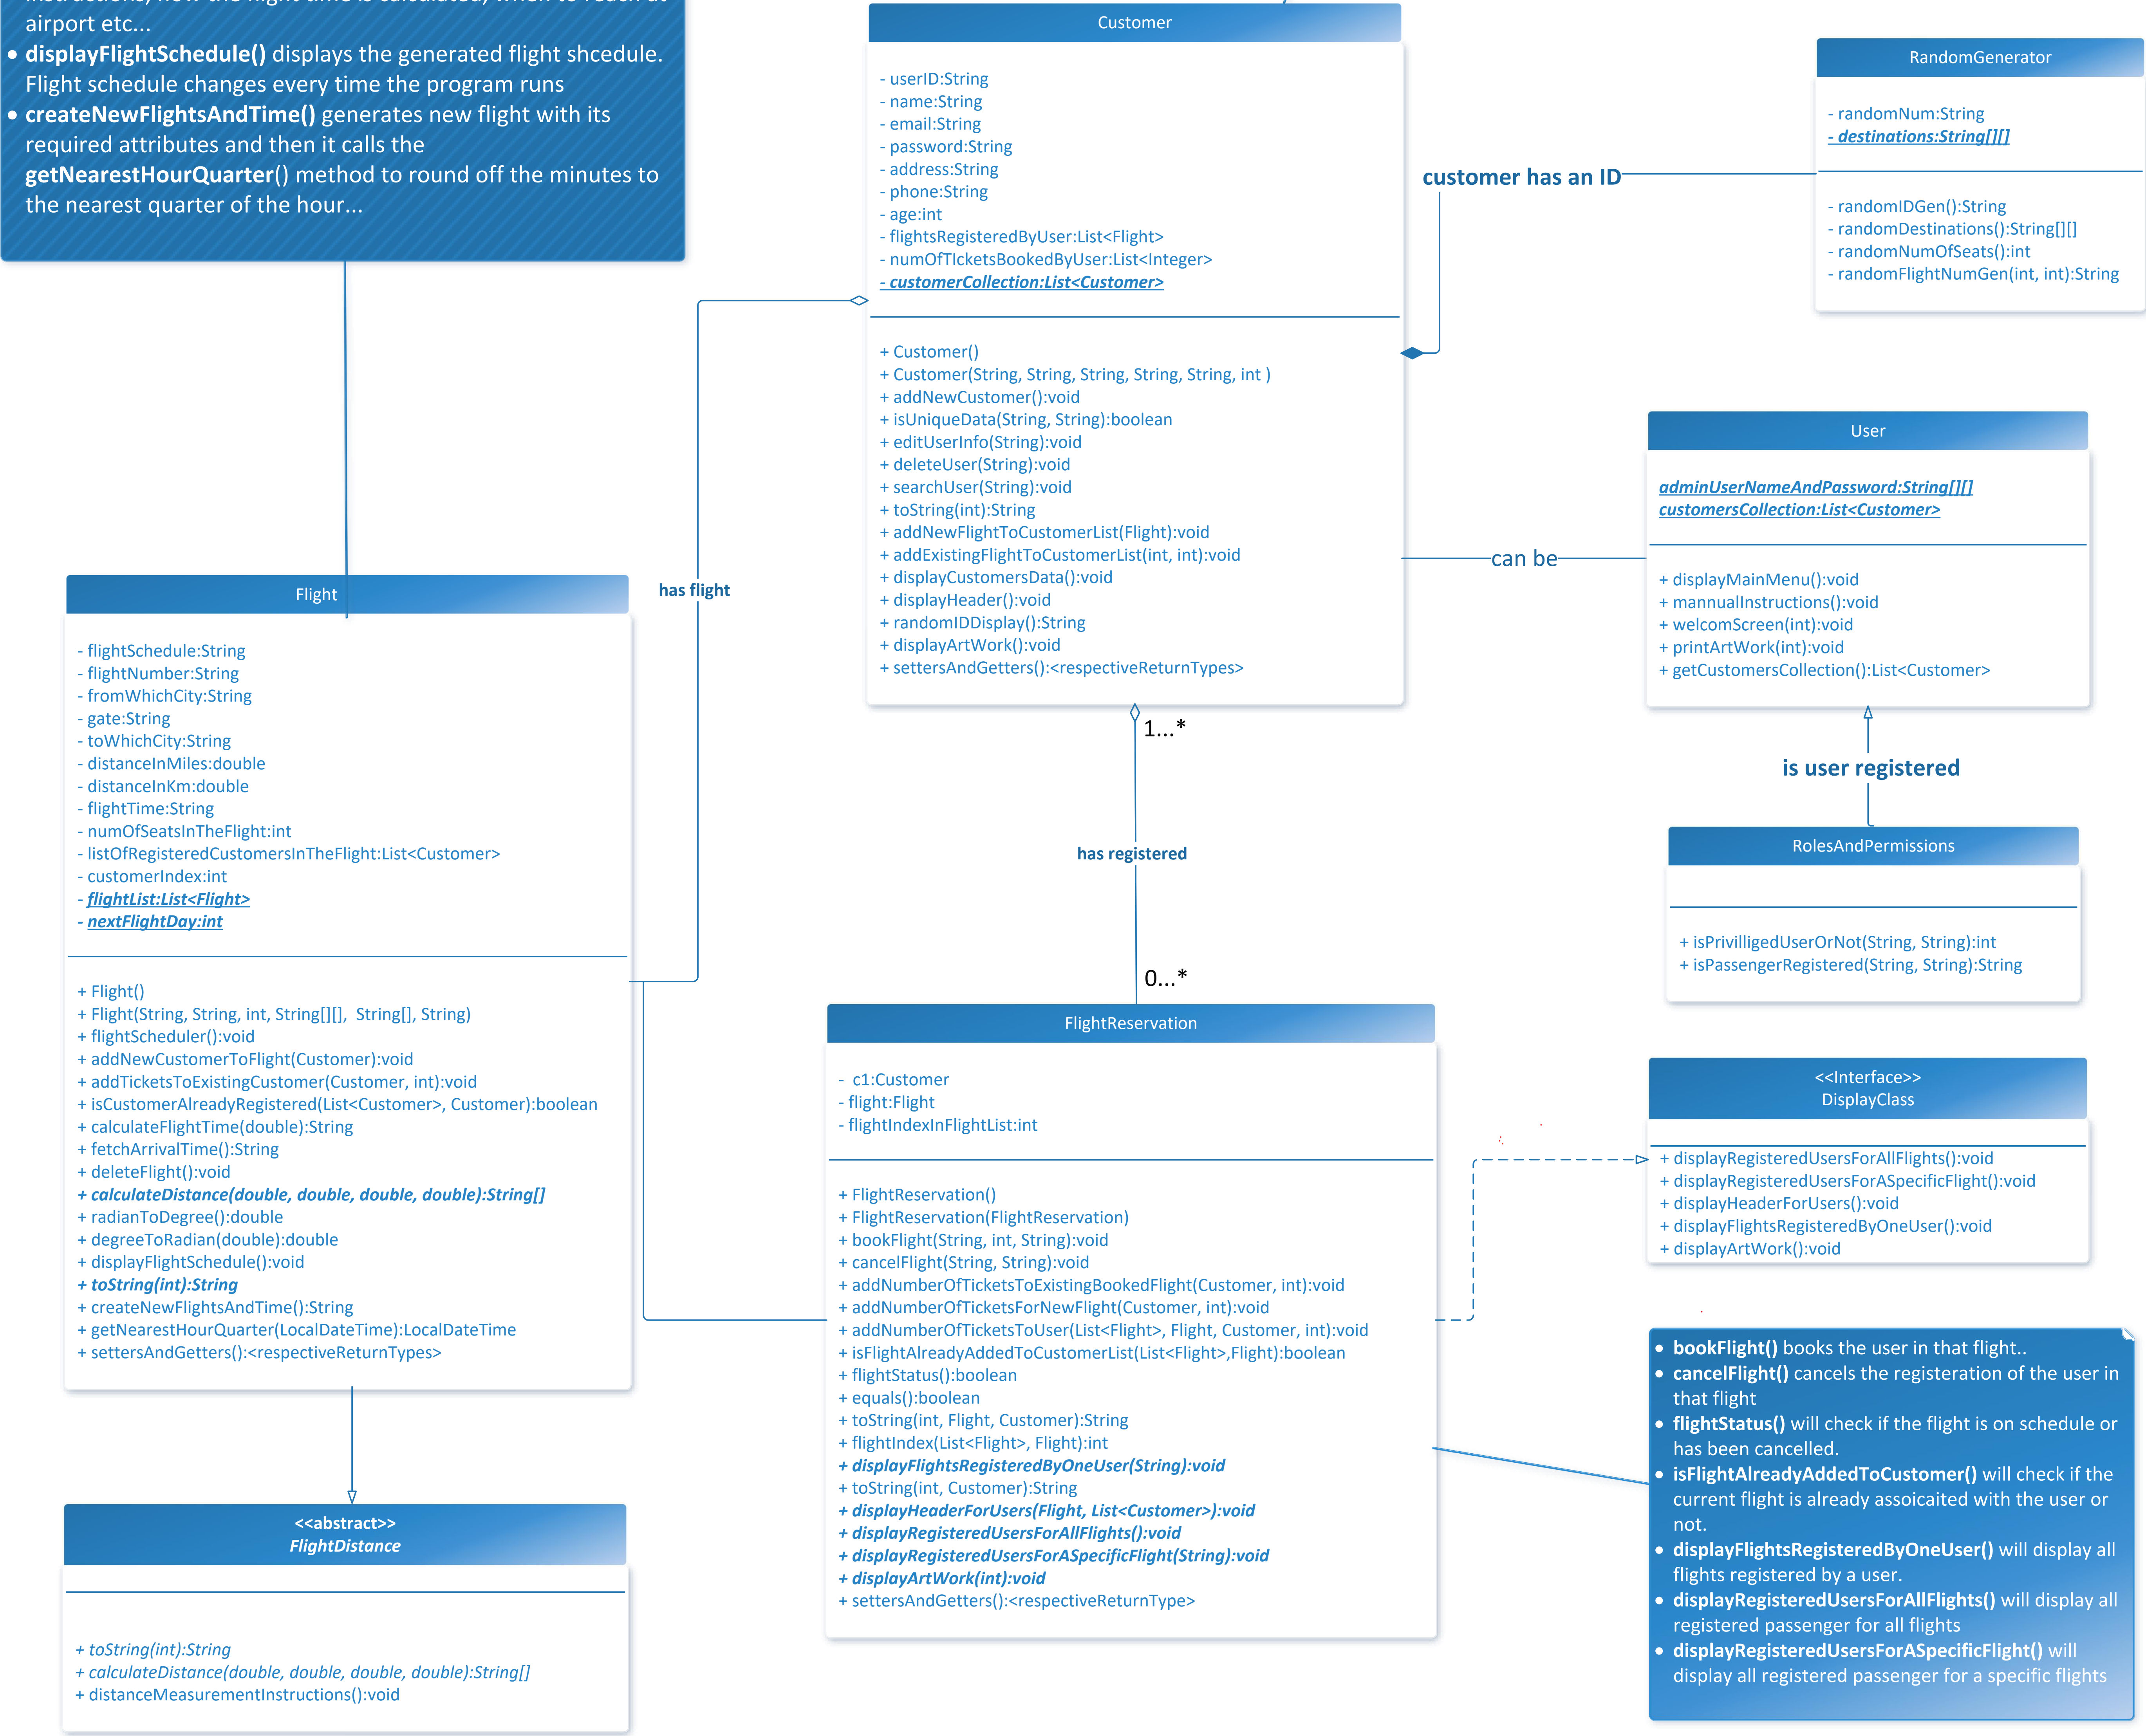 instructions, how the flight time is calculated, when to reach at
airport etc...
• displayFlightSchedule() displays the generated flight shcedule.
Flight schedule changes every time the program runs
• createNewFlightsAndTime() generates new flight with its
required attributes and then it calls the
getNearestHourQuarter() method to round off the minutes to
the nearest quarter of the hour...
Customer
- userID:String
- name:String
- email:String
- password:String
- address:String
- phone:String
- age:int
- flightsRegisteredByUser:List<Flight>
- numOfTIcketsBookedByUser:List<Integer>
- customerCollection:List<Customer>
+ Customer()
+ Customer(String, String, String, String, String, int )
+ addNewCustomer():void
+ isUniqueData(String, String):boolean
+ editUserInfo(String):void
+ deleteUser(String):void
+ searchUser(String):void
+ toString(int):String
+ addNewFlightToCustomerList(Flight):void
+ addExistingFlightToCustomerList(int, int):void
+ displayCustomersData():void
+ displayHeader():void
+ randomIDDisplay():String
+ displayArtWork():void
+ settersAndGetters():<respectiveReturnTypes>
customer has an ID
RandomGenerator
- randomNum:String
- destinations:String[][]
- randomIDGen():String
- randomDestinations():String[][]
- randomNumOfSeats():int
- randomFlightNumGen(int, int):String
can be
User
adminUserNameAndPassword:String[][]
customersCollection:List<Customer>
+ displayMainMenu():void
+ mannualInstructions():void
+ welcomScreen(int):void
+ printArtWork(int):void
+ getCustomersCollection():List<Customer>
is user registered
RolesAndPermissions
+ isPrivilligedUserOrNot(String, String):int
+ isPassengerRegistered(String, String):String
has flight
Flight
- flightSchedule:String
- flightNumber:String
- fromWhichCity:String
- gate:String
- toWhichCity:String
- distanceInMiles:double
- distanceInKm:double
- flightTime:String
- numOfSeatsInTheFlight:int
- listOfRegisteredCustomersInTheFlight:List<Customer>
- customerIndex:int
- flightList:List<Flight>
- nextFlightDay:int
+ Flight()
+ Flight(String, String, int, String[][], String[], String)
+ flightScheduler():void
+ addNewCustomerToFlight(Customer):void
+ addTicketsToExistingCustomer(Customer, int):void
+ isCustomerAlreadyRegistered(List<Customer>, Customer):boolean
+ calculateFlightTime(double):String
+ fetchArrivalTime():String
+ deleteFlight():void
+ calculateDistance(double, double, double, double):String[]
+ radianToDegree():double
+ degreeToRadian(double):double
+ displayFlightSchedule():void
+ toString(int):String
+ createNewFlightsAndTime():String
+ getNearestHourQuarter(LocalDateTime):LocalDateTime
+ settersAndGetters():<respectiveReturnTypes>
1...*
has registered
0...*
FlightReservation
- c1:Customer
- flight:Flight
- flightIndexInFlightList:int
+ FlightReservation()
+ FlightReservation(FlightReservation)
+ bookFlight(String, int, String):void
+ cancelFlight(String, String):void
+ addNumberOfTicketsToExistingBookedFlight(Customer, int):void
+ addNumberOfTicketsForNewFlight(Customer, int):void
+ addNumberOfTicketsToUser(List<Flight>, Flight, Customer, int):void
+ isFlightAlreadyAddedToCustomerList(List<Flight>,Flight):boolean
+ flightStatus():boolean
+ equals():boolean
+ toString(int, Flight, Customer):String
+ flightIndex(List<Flight>, Flight):int
+ displayFlightsRegisteredByOneUser(String):void
+ toString(int, Customer):String
+ displayHeaderForUsers(Flight, List<Customer>):void
+ displayRegisteredUsersForAllFlights():void
+ displayRegisteredUsersForASpecificFlight(String):void
+ displayArtWork(int):void
+ settersAndGetters():<respectiveReturnType>
<<Interface>>
DisplayClass
+ displayRegisteredUsersForAllFlights():void
+ displayRegisteredUsersForASpecificFlight():void
+ displayHeaderForUsers():void
+ displayFlightsRegisteredByOneUser():void
+ displayArtWork():void
• bookFlight() books the user in that flight..
• cancelFlight() cancels the registeration of the user in
that flight
• flightStatus() will check if the flight is on schedule or
has been cancelled.
• isFlightAlreadyAddedToCustomer() will check if the
current flight is already assoicaited with the user or
not.
• displayFlightsRegisteredByOneUser() will display all
flights registered by a user.
• displayRegisteredUsersForAllFlights() will display all
registered passenger for all flights
• displayRegisteredUsersForASpecificFlight() will
display all registered passenger for a specific flights
<<abstract>>
FlightDistance
+ toString(int):String
+ calculateDistance(double, double, double, double):String[]
+ distanceMeasurementInstructions():void